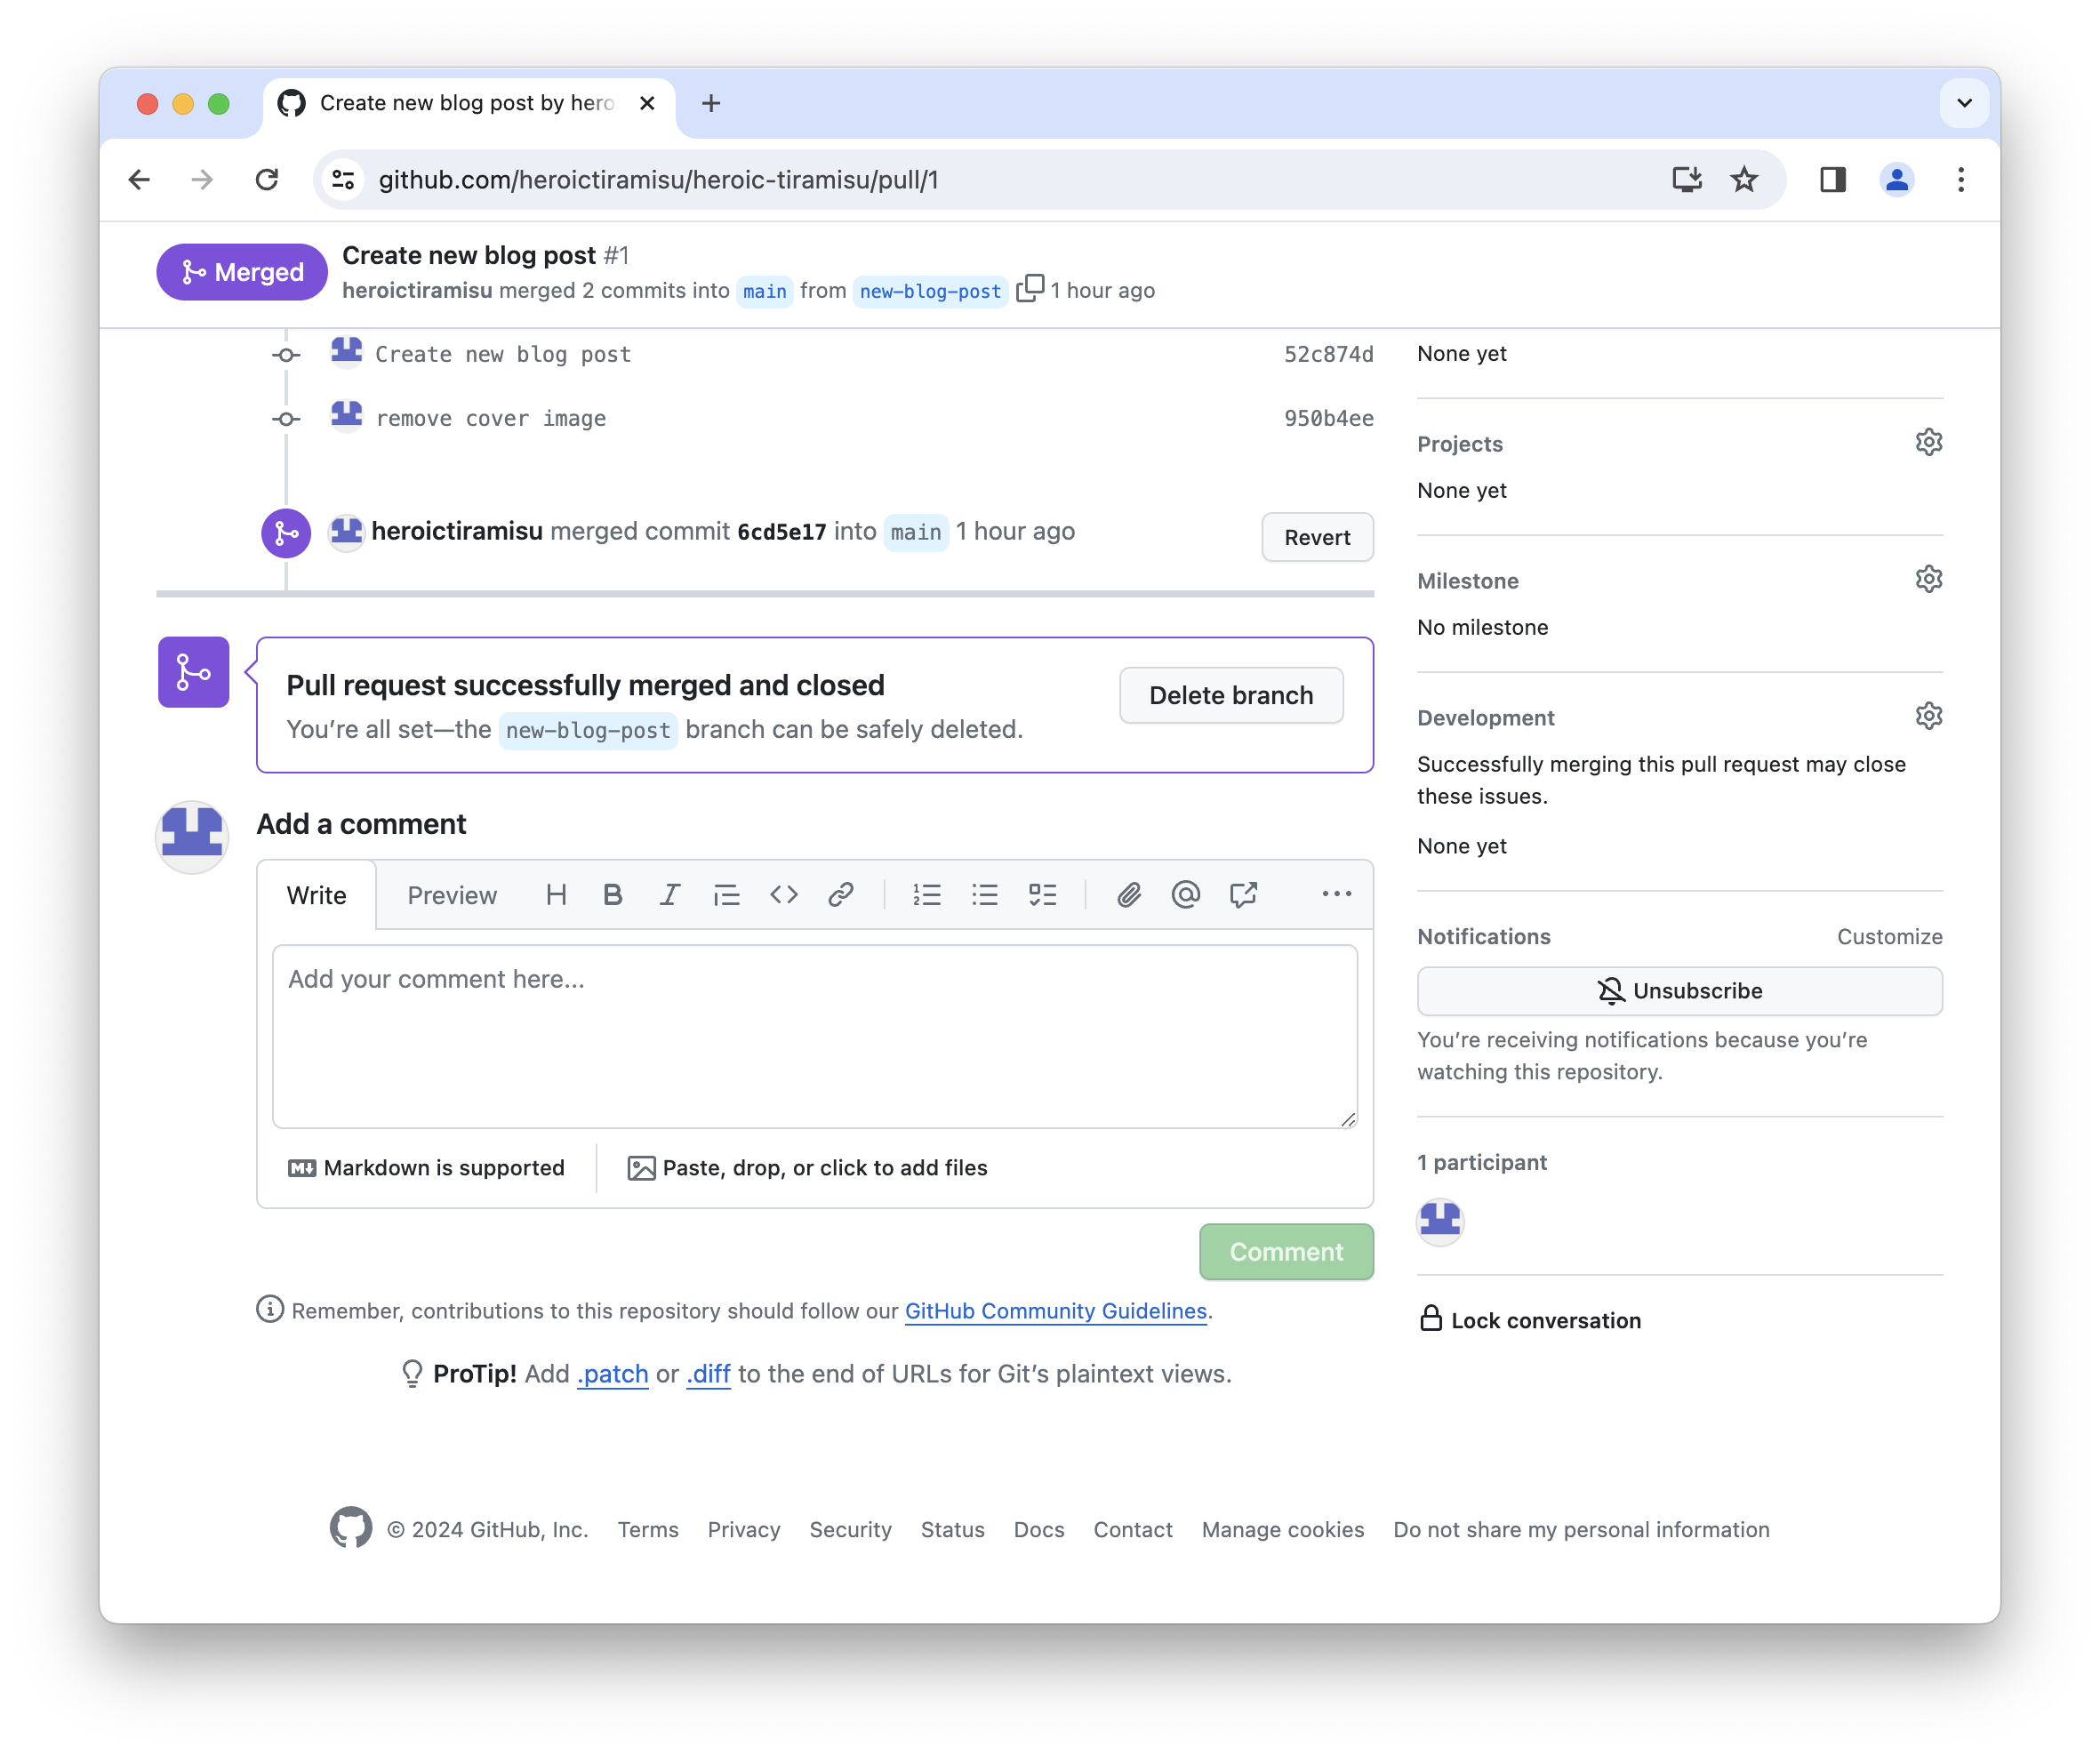 Create new blog post by hero
github.com/heroictiramisu/heroic-tiramisu/pull/1
Merged
Create new blog post #1
heroictiramisu merged 2 commits into main from new-blog-post 1 hour ago
Create new blog post 52c874d
remove cover image 950b4ee
heroictiramisu merged commit 6cd5e17 into main 1 hour ago
Revert
Pull request successfully merged and closed
You’re all set—the new-blog-post branch can be safely deleted.
Delete branch
Add a comment
Write Preview
Add your comment here...
Markdown is supported
Paste, drop, or click to add files
Comment
Remember, contributions to this repository should follow our GitHub Community Guidelines.
ProTip! Add .patch or .diff to the end of URLs for Git’s plaintext views.
None yet
Projects
None yet
Milestone
No milestone
Development
Successfully merging this pull request may close
these issues.
None yet
Notifications Customize
Unsubscribe
You’re receiving notifications because you’re
watching this repository.
1 participant
Lock conversation
© 2024 GitHub, Inc. Terms Privacy Security Status Docs Contact Manage cookies Do not share my personal information